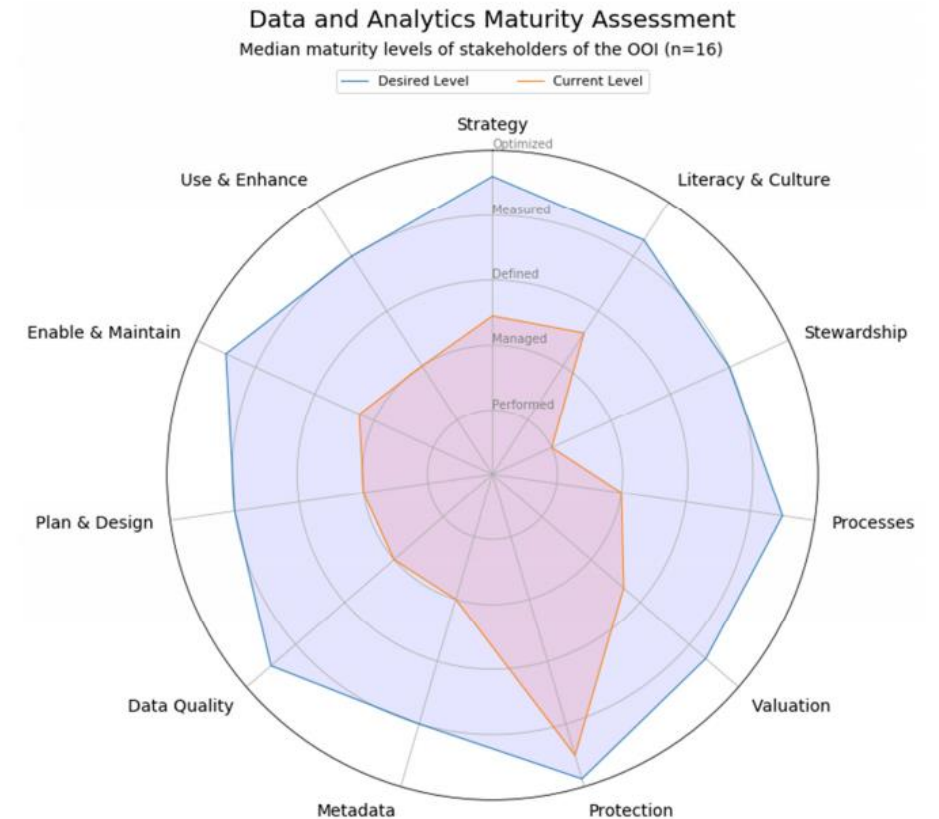 Data and Analytics Maturity Assessment
Median maturity levels of stakeholders of the OOI (n=16)
Desired Level Current Level
Strategy
Optimized
Use & Enhance Literacy & Culture
Measured
Defined
Enable & Maintain Stewardship
Managed
Performed
Plan & Design Processes
Data Quality Valuation
Metadata Protection